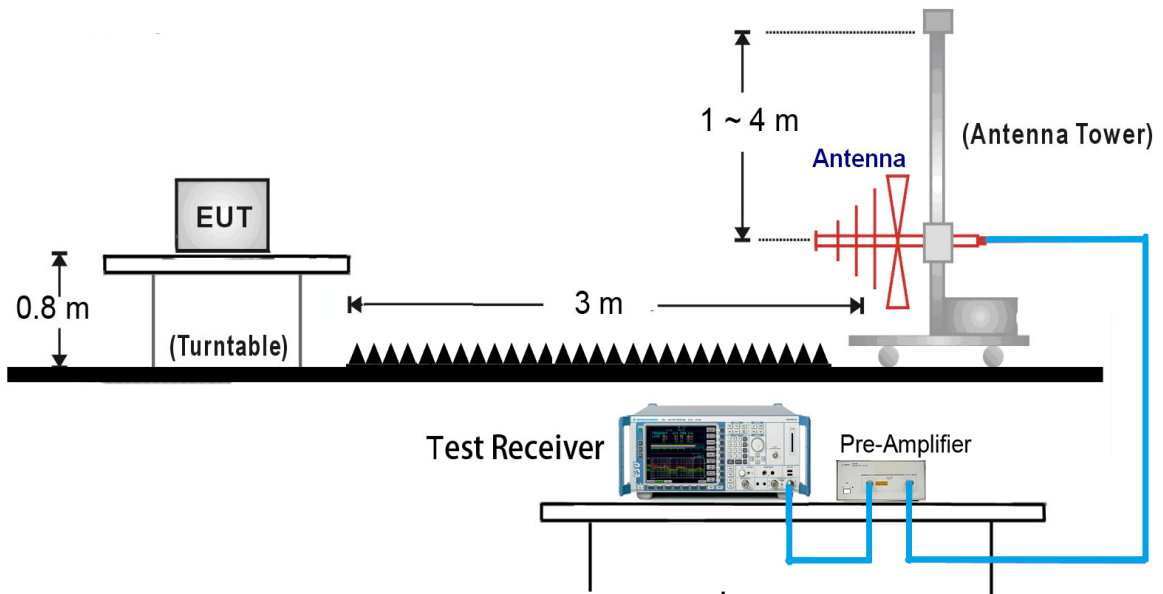 1 ~ 4 m
(Antenna Tower)
Antenna
EUT
0.8 m
3 m
(Turntable)
Test Receiver
Pre-Amplifier